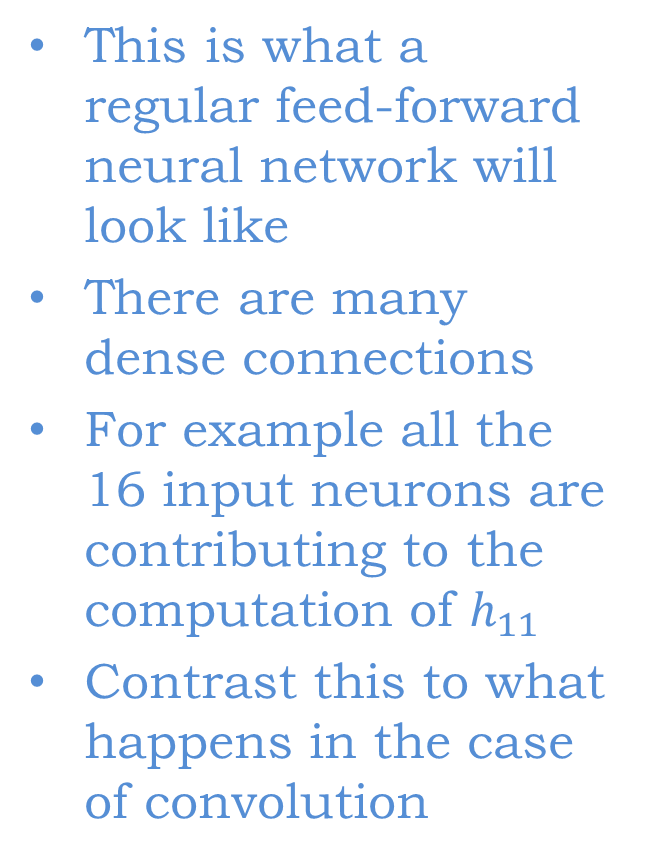 • This is what a
regular feed-forward
neural network will
look like
• There are many
dense connections
• For example all the
16 input neurons are
contributing to the
computation of h₁₁
• Contrast this to what
happens in the case
of convolution